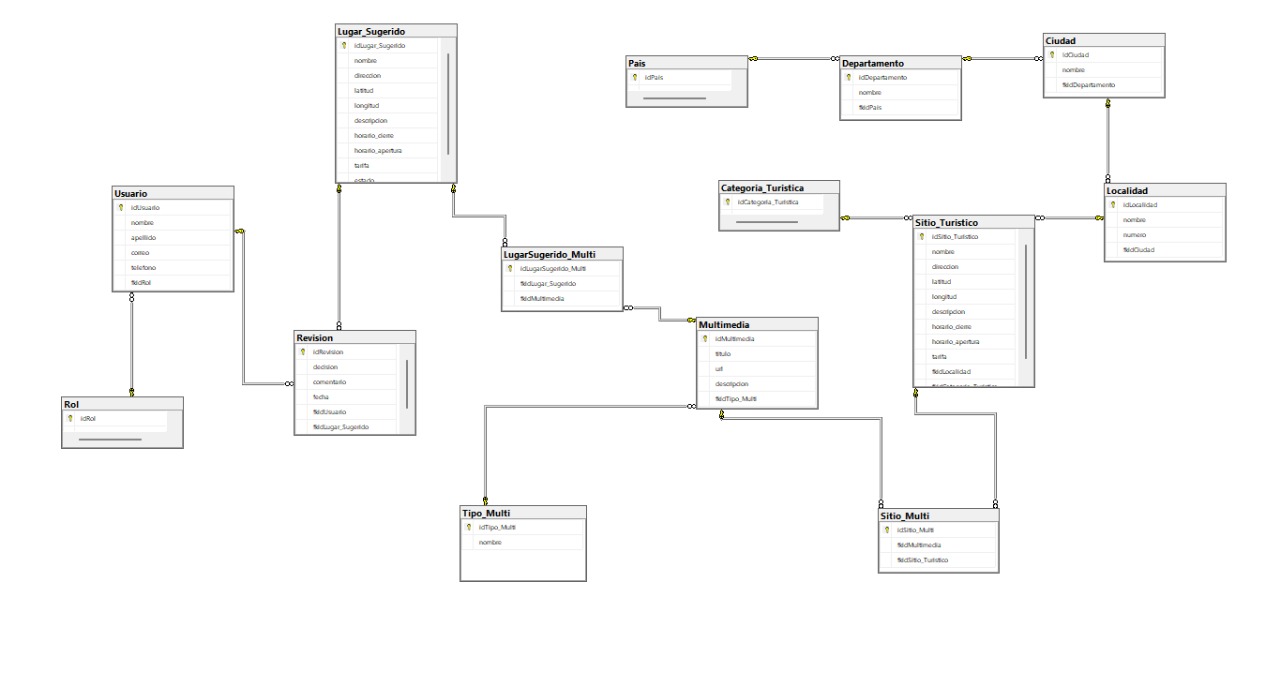 Lugar_Sugerido
idLugar_Sugerido
nombre
direccion
latitud
longitud
descripcion
horario_cierre
horario_apertura
tarifa
estado
Pais
idPais
Departamento
idDepartamento
nombre
fkIdPais
Ciudad
idCiudad
nombre
fkIdDepartamento
Usuario
idUsuario
nombre
apellido
correo
telefono
fkIdRol
Categoria_Turistica
idCategoria_Turistica
Localidad
idLocalidad
nombre
numero
fkIdCiudad
Sitio_Turistico
idSitio_Turistico
nombre
direccion
latitud
longitud
descripcion
horario_cierre
horario_apertura
tarifa
fkIdLocalidad
fkIdCategoria_Turistica
LugarSugerido_Multi
idLugarSugerido_Multi
fkIdLugar_Sugerido
fkIdMultimedia
Multimedia
idMultimedia
titulo
url
descripcion
fkIdTipo_Multi
Revision
idRevision
decision
comentario
fecha
fkIdUsuario
fkIdLugar_Sugerido
Rol
idRol
Tipo_Multi
idTipo_Multi
nombre
Sitio_Multi
idSitio_Multi
fkIdMultimedia
fkIdSitio_Turistico